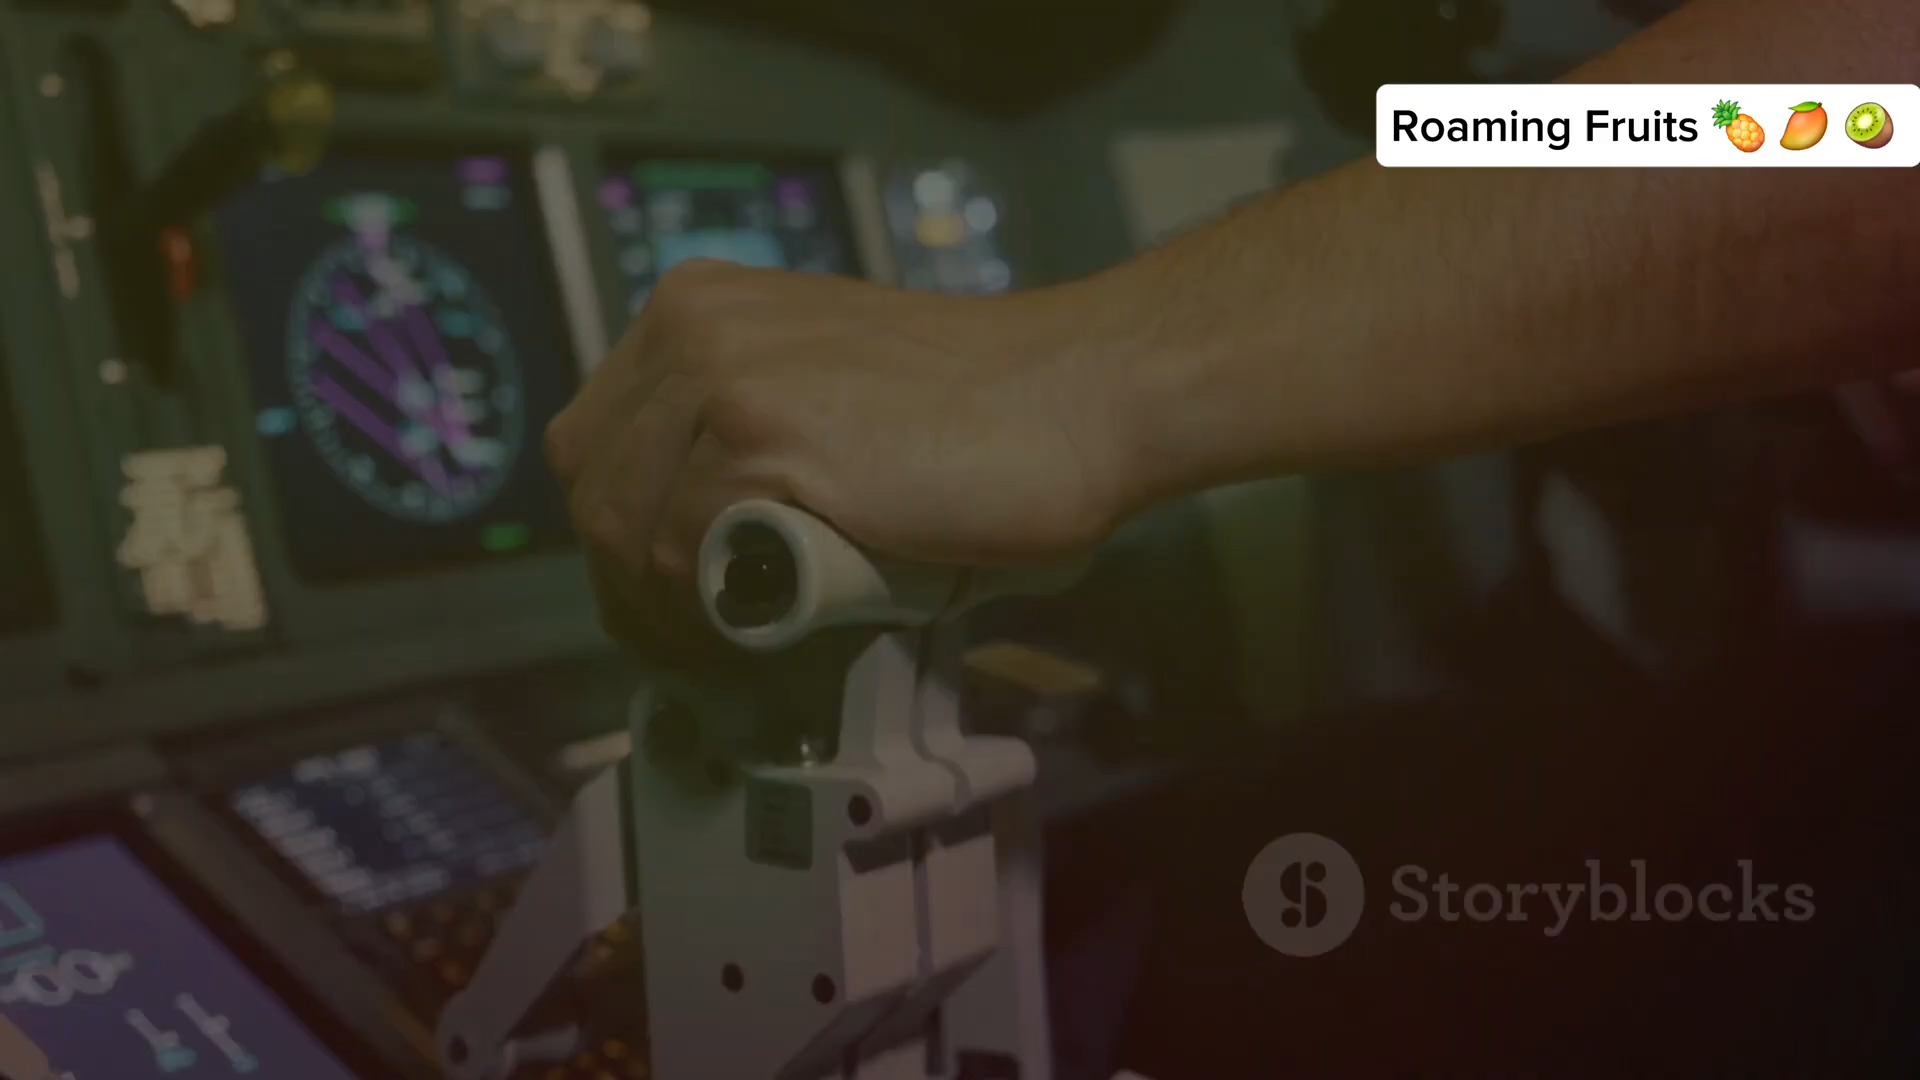 Roaming Fruits 🍍 🥭 🥝
Storyblocks